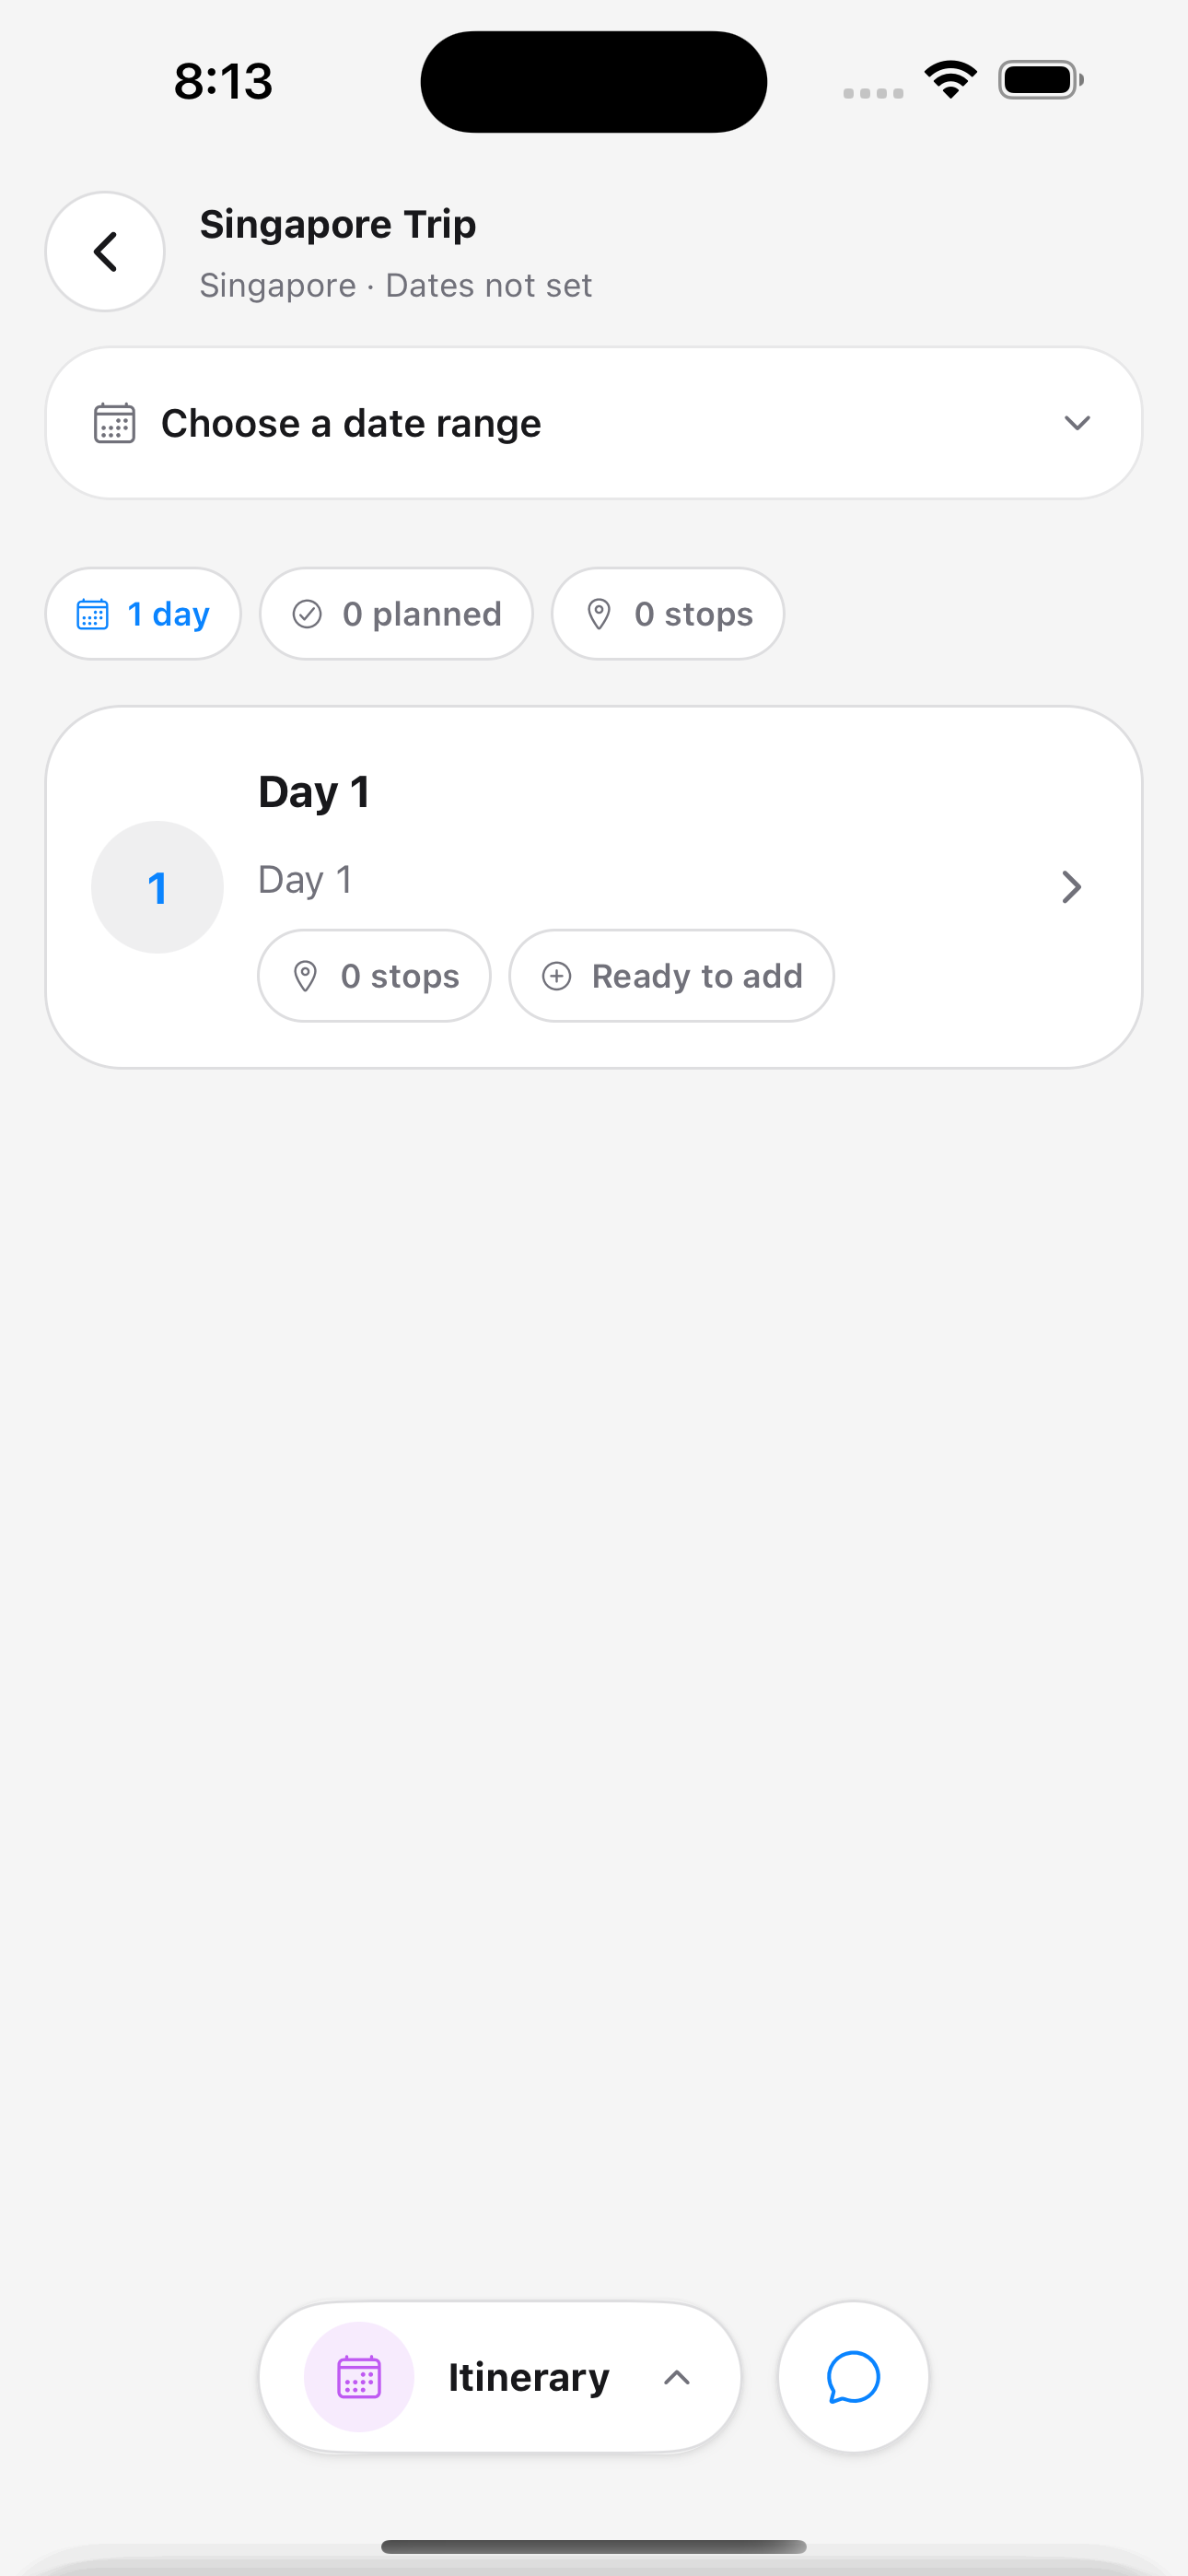 8:13
Singapore Trip
Singapore · Dates not set
Choose a date range
1 day
0 planned
0 stops
Day 1
1
Day 1
0 stops
Ready to add
Itinerary